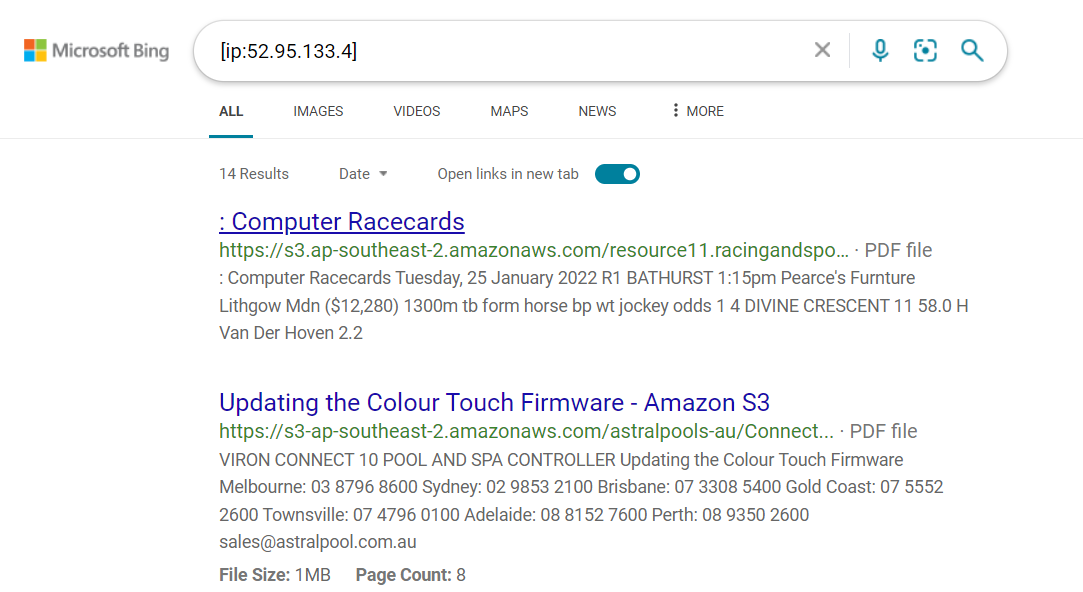 Microsoft Bing
[ip:52.95.133.4]
ALL IMAGES VIDEOS MAPS NEWS MORE
14 Results Date Open links in new tab
: Computer Racecards
https://s3.ap-southeast-2.amazonaws.com/resource11.racingandspo… · PDF file
: Computer Racecards Tuesday, 25 January 2022 R1 BATHURST 1:15pm Pearce's Furnture
Lithgow Mdn ($12,280) 1300m tb form horse bp wt jockey odds 1 4 DIVINE CRESCENT 11 58.0 H
Van Der Hoven 2.2
Updating the Colour Touch Firmware - Amazon S3
https://s3-ap-southeast-2.amazonaws.com/astralpools-au/Connect... · PDF file
VIRON CONNECT 10 POOL AND SPA CONTROLLER Updating the Colour Touch Firmware
Melbourne: 03 8796 8600 Sydney: 02 9853 2100 Brisbane: 07 3308 5400 Gold Coast: 07 5552
2600 Townsville: 07 4796 0100 Adelaide: 08 8152 7600 Perth: 08 9350 2600
sales@astralpool.com.au
File Size: 1MB Page Count: 8